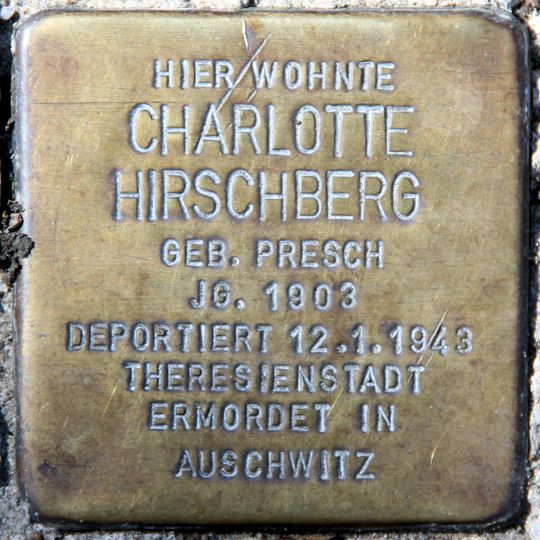 HIER WOHNTE
CHARLOTTE
HIRSCHBERG
GEB. PRESCH
JG. 1903
DEPORTIERT 12.1.1943
THERESIENSTADT
ERMORDET IN
AUSCHWITZ